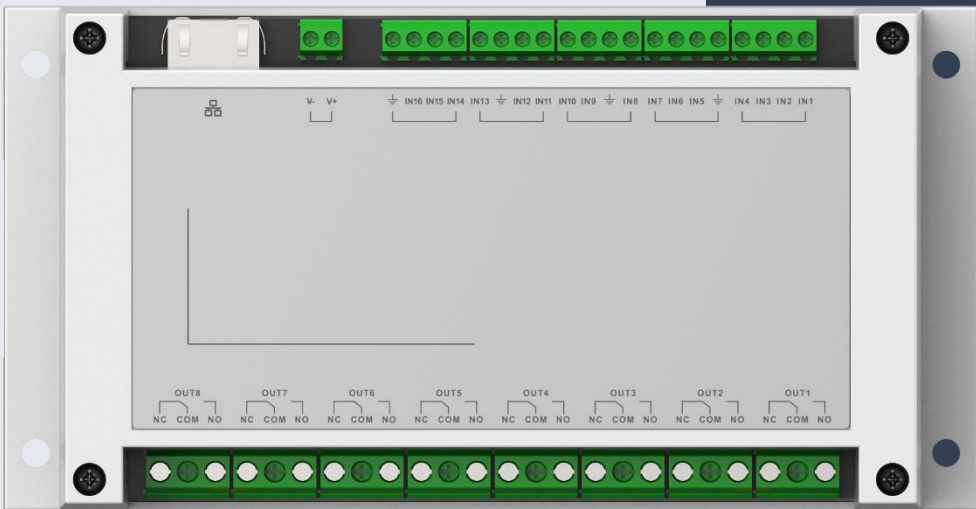 V- V+ ⏚ IN16 IN15 IN14 IN13 ⏚ IN12 IN11 IN10 IN9 ⏚ IN8 IN7 IN6 IN5 ⏚ IN4 IN3 IN2 IN1
OUT8 OUT7 OUT6 OUT5 OUT4 OUT3 OUT2 OUT1
NC COM NO NC COM NO NC COM NO NC COM NO NC COM NO NC COM NO NC COM NO NC COM NO